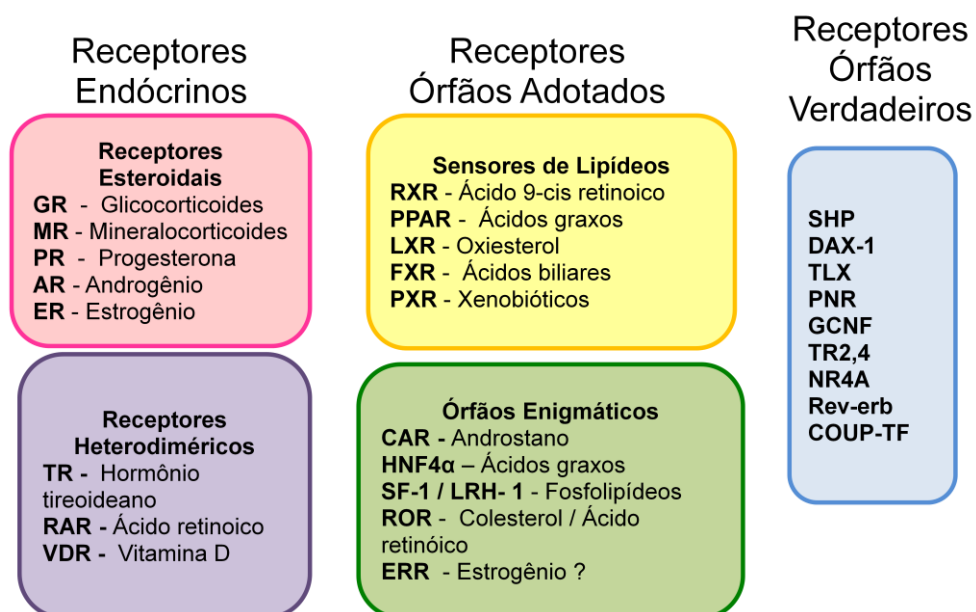 Receptores
Endócrinos
Receptores
Esteroidais
GR - Glicocorticoides
MR - Mineralocorticoides
PR - Progesterona
AR - Androgênio
ER - Estrogênio
Receptores
Heterodiméricos
TR - Hormônio
tireoideano
RAR - Ácido retinoico
VDR - Vitamina D
Receptores
Órfãos Adotados
Sensores de Lipídeos
RXR - Ácido 9-cis retinoico
PPAR - Ácidos graxos
LXR - Oxiesterol
FXR - Ácidos biliares
PXR - Xenobióticos
Órfãos Enigmáticos
CAR - Androstano
HNF4α – Ácidos graxos
SF-1 / LRH- 1 - Fosfolipídeos
ROR - Colesterol / Ácido
retinóico
ERR - Estrogênio ?
Receptores
Órfãos
Verdadeiros
SHP
DAX-1
TLX
PNR
GCNF
TR2,4
NR4A
Rev-erb
COUP-TF